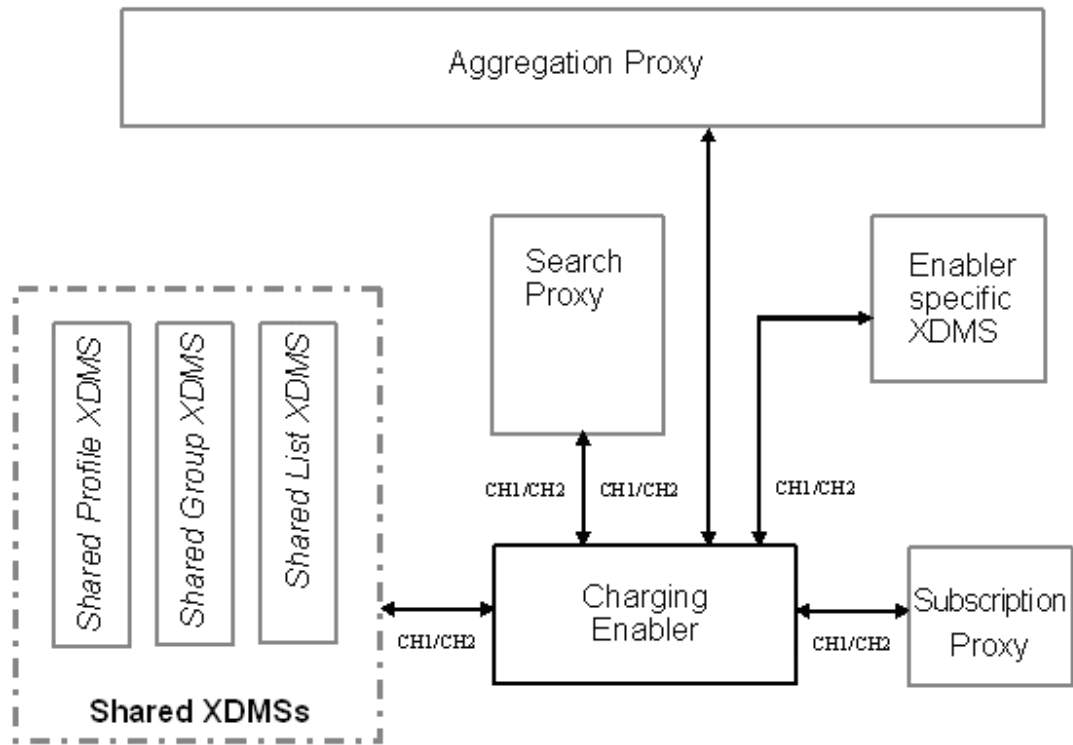 Aggregation Proxy
Search
Proxy
Enabler
specific
XDMS
Shared Profile XDMS
Shared Group XDMS
Shared List XDMS
CH1/CH2
CH1/CH2
CH1/CH2
Charging
Enabler
Subscription
Proxy
CH1/CH2
CH1/CH2
Shared XDMSs